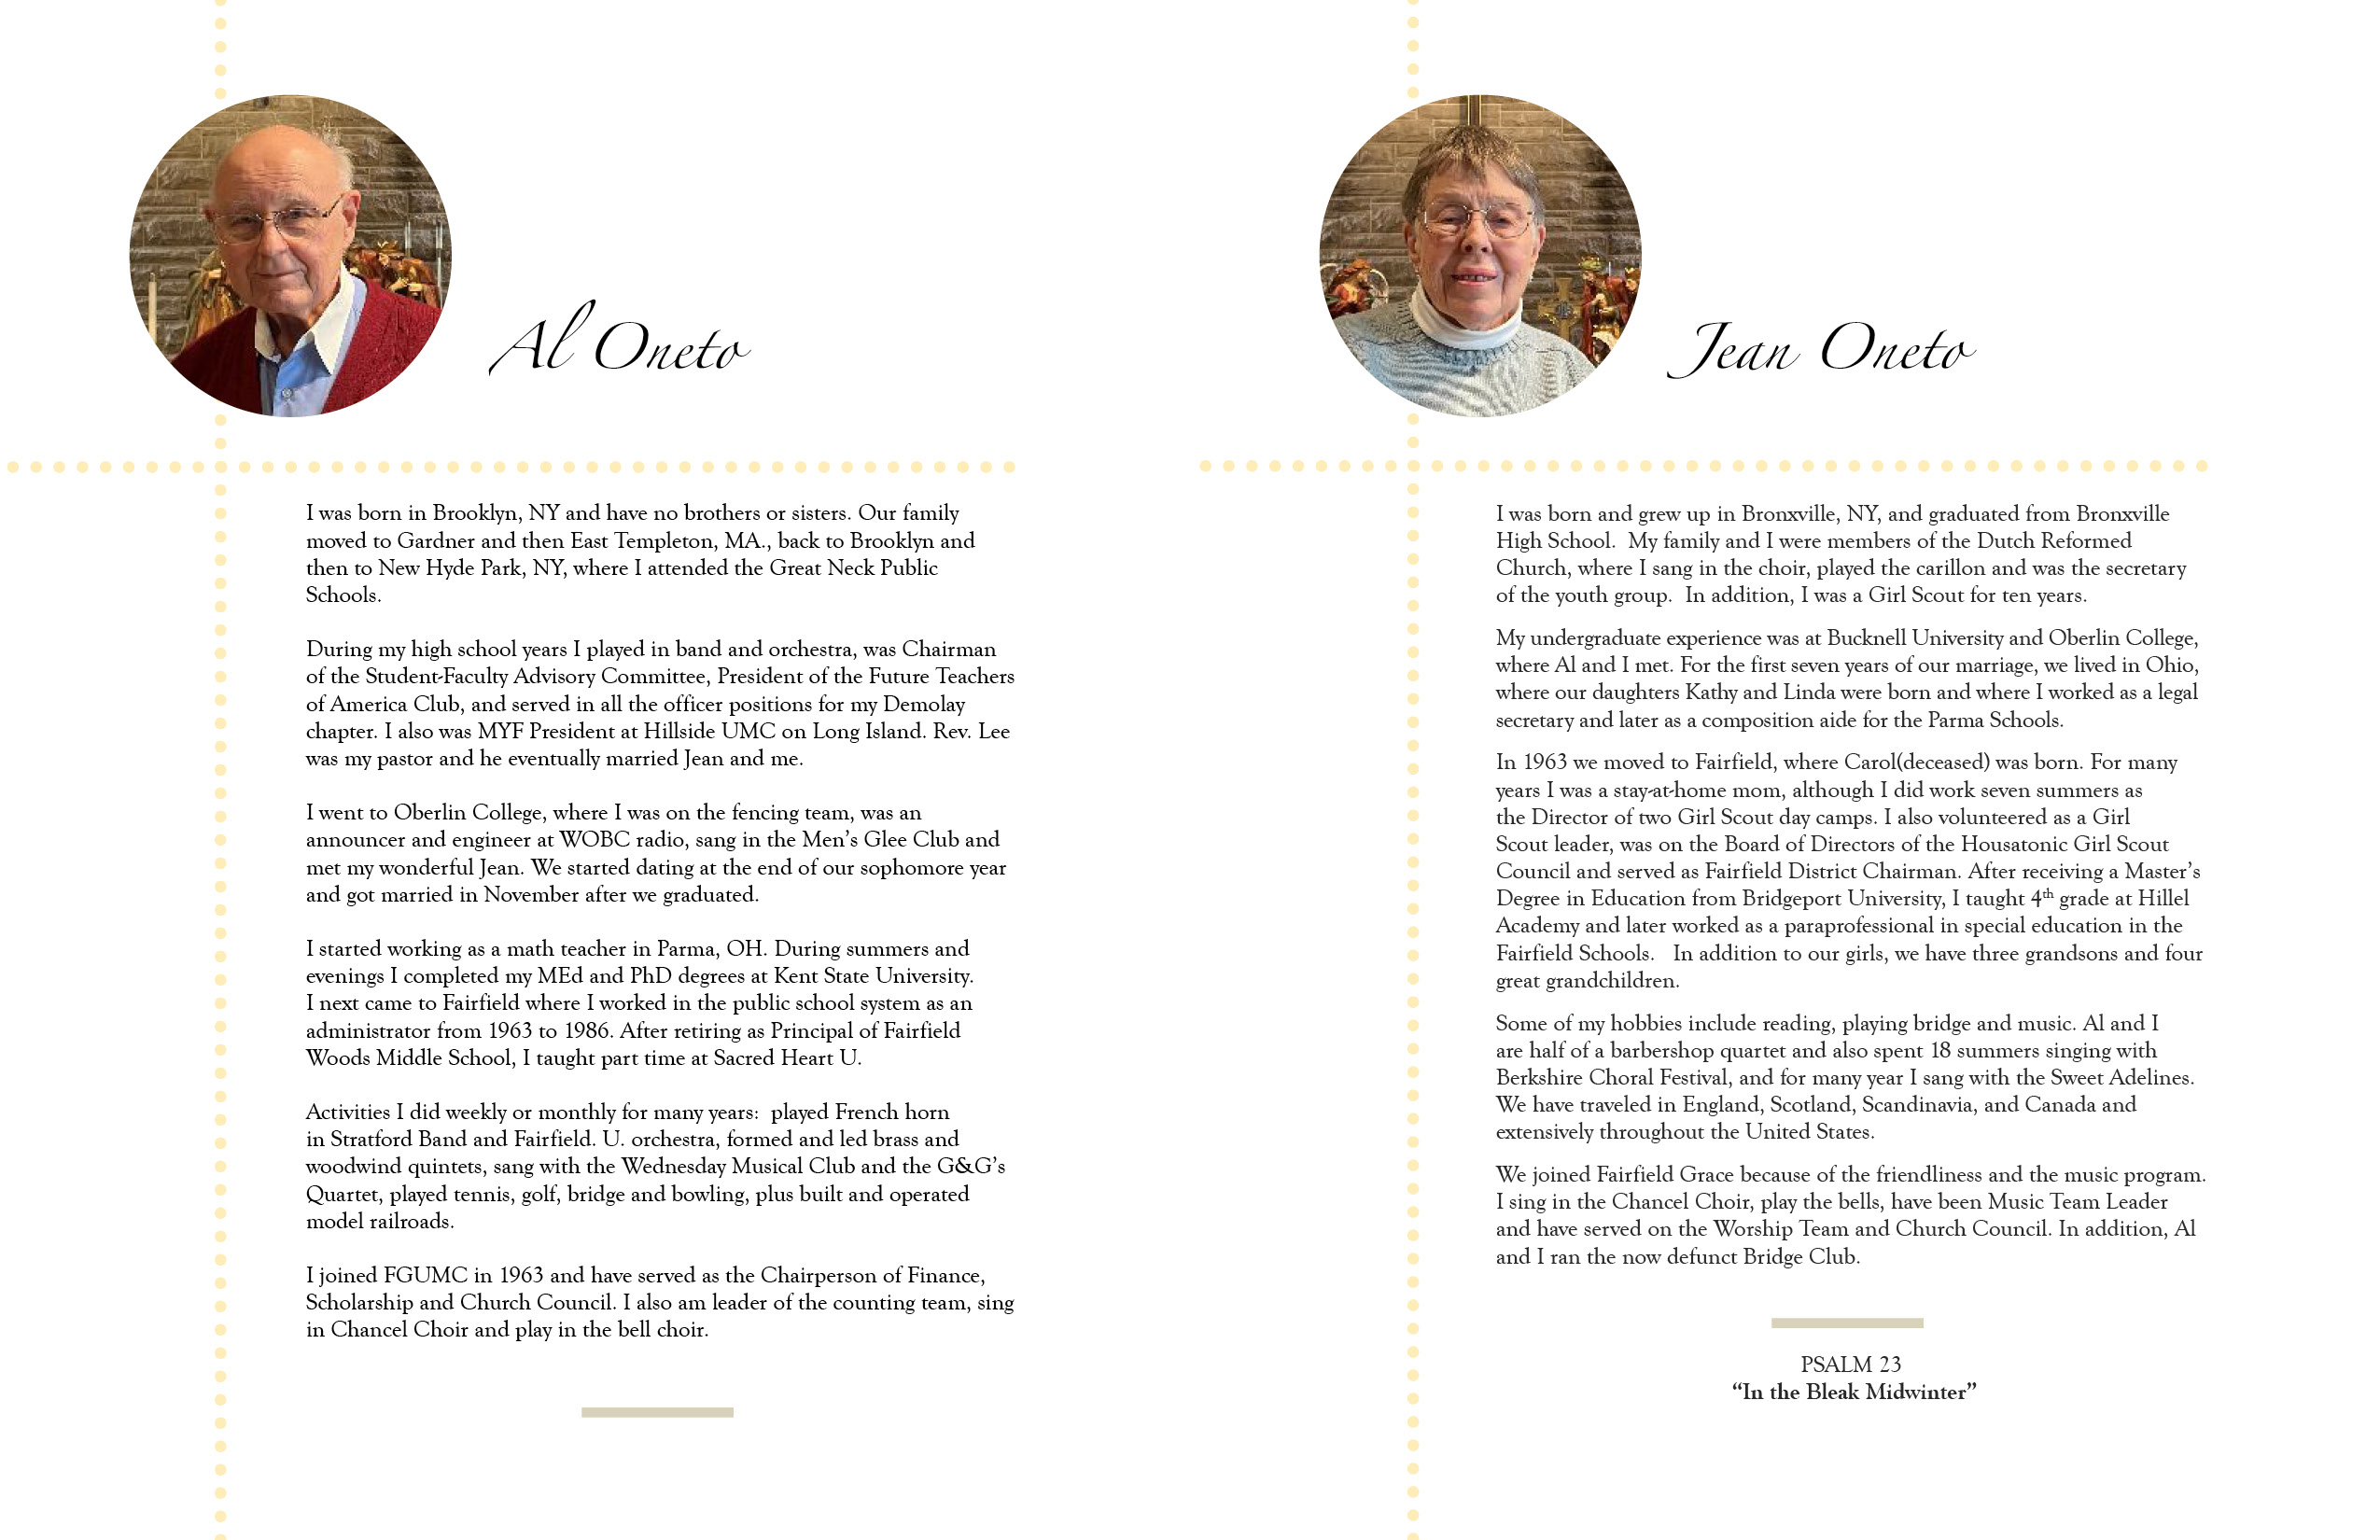 Al Oneto
I was born in Brooklyn, NY and have no brothers or sisters. Our family
moved to Gardner and then East Templeton, MA., back to Brooklyn and
then to New Hyde Park, NY, where I attended the Great Neck Public
Schools.
During my high school years I played in band and orchestra, was Chairman
of the Student-Faculty Advisory Committee, President of the Future Teachers
of America Club, and served in all the officer positions for my Demolay
chapter. I also was MYF President at Hillside UMC on Long Island. Rev. Lee
was my pastor and he eventually married Jean and me.
I went to Oberlin College, where I was on the fencing team, was an
announcer and engineer at WOBC radio, sang in the Men’s Glee Club and
met my wonderful Jean. We started dating at the end of our sophomore year
and got married in November after we graduated.
I started working as a math teacher in Parma, OH. During summers and
evenings I completed my MEd and PhD degrees at Kent State University.
I next came to Fairfield where I worked in the public school system as an
administrator from 1963 to 1986. After retiring as Principal of Fairfield
Woods Middle School, I taught part time at Sacred Heart U.
Activities I did weekly or monthly for many years:  played French horn
in Stratford Band and Fairfield. U. orchestra, formed and led brass and
woodwind quintets, sang with the Wednesday Musical Club and the G&G’s
Quartet, played tennis, golf, bridge and bowling, plus built and operated
model railroads.
I joined FGUMC in 1963 and have served as the Chairperson of Finance,
Scholarship and Church Council. I also am leader of the counting team, sing
in Chancel Choir and play in the bell choir.
Jean Oneto
I was born and grew up in Bronxville, NY, and graduated from Bronxville
High School.  My family and I were members of the Dutch Reformed
Church, where I sang in the choir, played the carillon and was the secretary
of the youth group.  In addition, I was a Girl Scout for ten years.
My undergraduate experience was at Bucknell University and Oberlin College,
where Al and I met. For the first seven years of our marriage, we lived in Ohio,
where our daughters Kathy and Linda were born and where I worked as a legal
secretary and later as a composition aide for the Parma Schools.
In 1963 we moved to Fairfield, where Carol(deceased) was born. For many
years I was a stay-at-home mom, although I did work seven summers as
the Director of two Girl Scout day camps. I also volunteered as a Girl
Scout leader, was on the Board of Directors of the Housatonic Girl Scout
Council and served as Fairfield District Chairman. After receiving a Master’s
Degree in Education from Bridgeport University, I taught 4th grade at Hillel
Academy and later worked as a paraprofessional in special education in the
Fairfield Schools.   In addition to our girls, we have three grandsons and four
great grandchildren.
Some of my hobbies include reading, playing bridge and music. Al and I
are half of a barbershop quartet and also spent 18 summers singing with
Berkshire Choral Festival, and for many year I sang with the Sweet Adelines.
We have traveled in England, Scotland, Scandinavia, and Canada and
extensively throughout the United States.
We joined Fairfield Grace because of the friendliness and the music program.
I sing in the Chancel Choir, play the bells, have been Music Team Leader
and have served on the Worship Team and Church Council. In addition, Al
and I ran the now defunct Bridge Club.
PSALM 23
“In the Bleak Midwinter”